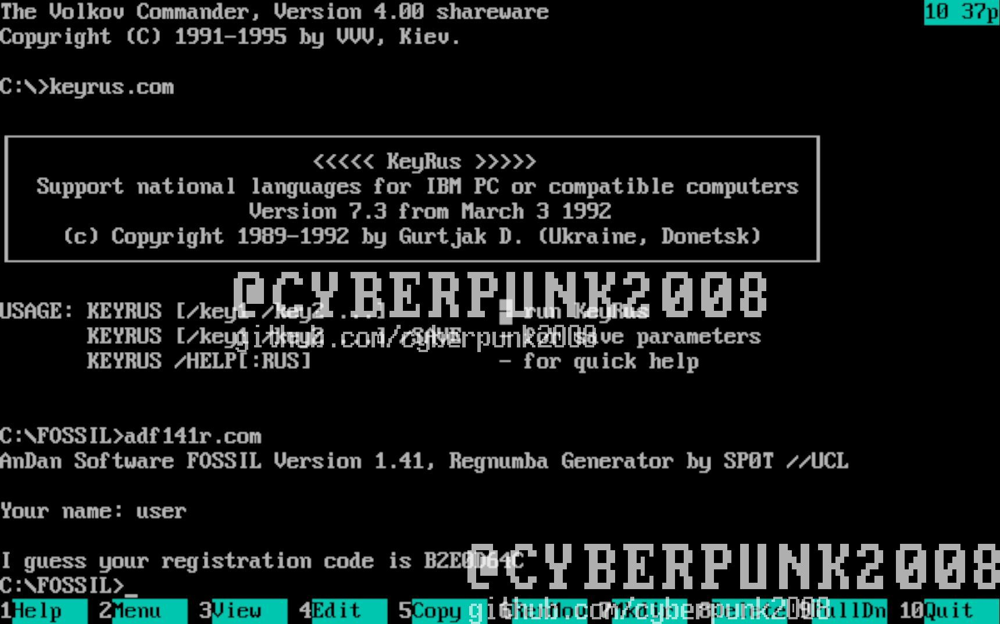 The Volkov Commander, Version 4.00 shareware
10 37p
Copyright (C) 1991-1995 by VVV, Kiev.
C:\>keyrus.com
<<<<< KeyRus >>>>>
Support national languages for IBM PC or compatible computers
Version 7.3 from March 3 1992
(c) Copyright 1989-1992 by Gurtjak D. (Ukraine, Donetsk)
@CYBERPUNK2008
USAGE: KEYRUS [/key1 /key2 ...] - run KeyRus
github.com/cyberpunk2008
KEYRUS [/key1 /key2 ...] /SAVE - for save parameters
KEYRUS /HELP[:RUS] - for quick help
C:\FOSSIL>adf141r.com
AnDan Software FOSSIL Version 1.41, Regnumba Generator by SP0T //UCL
Your name: user
I guess your registration code is B2E0D64C
@CYBERPUNK2008
C:\FOSSIL>_
1Help 2Menu 3View 4Edit 5Copy 6RenMov 7Mkdir 8Delete 9PullDn 10Quit
github.com/cyberpunk2008